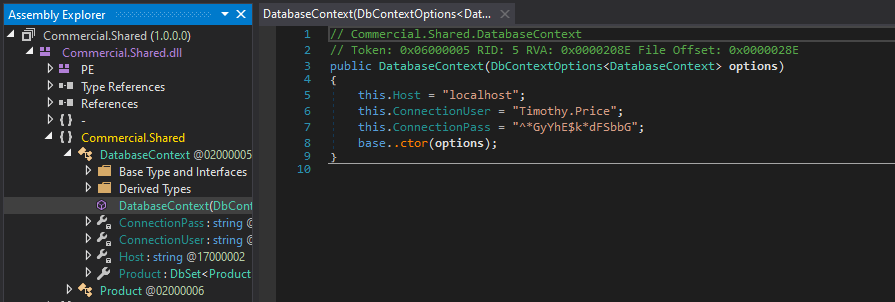 Assembly Explorer
Commercial.Shared (1.0.0.0)
Commercial.Shared.dll
PE
Type References
References
{ } -
{ } Commercial.Shared
DatabaseContext @02000005
Base Type and Interfaces
Derived Types
DatabaseContext(DbCont
ConnectionPass : string @
ConnectionUser : string @
Host : string @17000002
Product : DbSet<Product
Product @02000006
DatabaseContext(DbContextOptions<Dat...
1 // Commercial.Shared.DatabaseContext
2 // Token: 0x06000005 RID: 5 RVA: 0x0000208E File Offset: 0x0000028E
3 public DatabaseContext(DbContextOptions<DatabaseContext> options)
4 {
5 this.Host = "localhost";
6 this.ConnectionUser = "Timothy.Price";
7 this.ConnectionPass = "^*GyYhE$k*dFSbbG";
8 base..ctor(options);
9 }
10